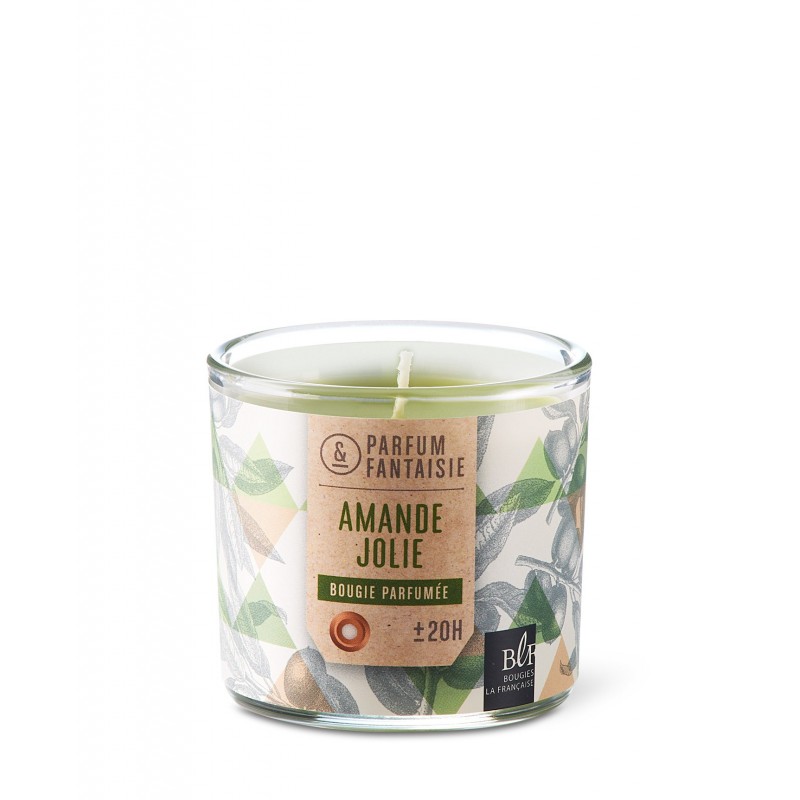 &
PARFUM
FANTAISIE
AMANDE
JOLIE
BOUGIE PARFUMÉE
±20H
BlF
BOUGIES
LA FRANÇAISE